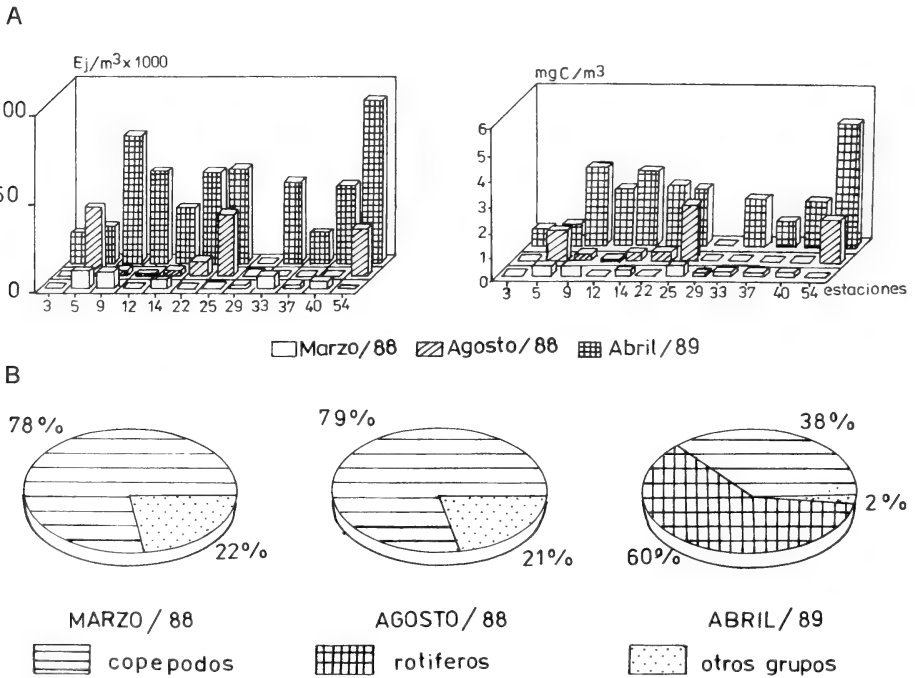 A
Ej/m³x1000
00
50
0
3 5 9 12 14 22 25 29 33 37 40 54
mgC/m³
6
5
4
3
2
1
0
3 5 9 12 14 22 25 29 33 37 40 54 estaciones
Marzo/88 Agosto/88 Abril/89
B
78% 79% 38%
2%
22% 21% 60%
MARZO/88 AGOSTO/88 ABRIL/89
copepodos rotiferos otros grupos